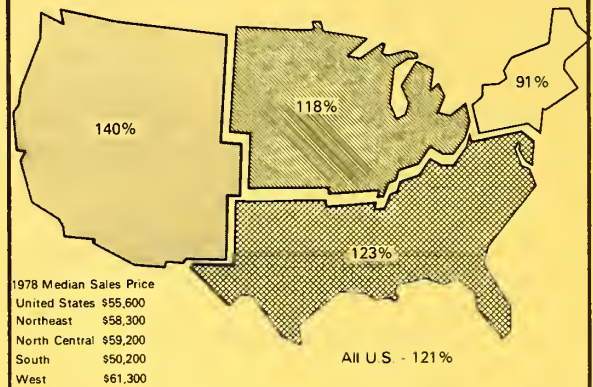 91%
118%
140%
123%
1978 Median Sales Price
United States $55,600
Northeast $58,300
North Central $59,200
South $50,200
West $61,300
All U.S. - 121%